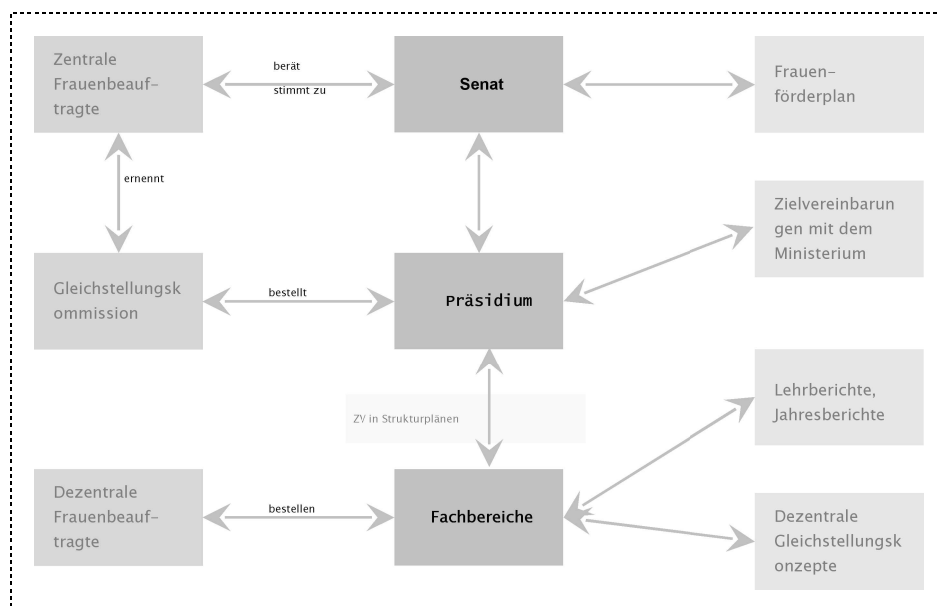 Zentrale
Frauenbeauf-
tragte
berät
stimmt zu
Senat
Frauen-
förderplan
ernennt
Zielvereinbarun
gen mit dem
Ministerium
Gleichstellungsk
ommission
bestellt
Präsidium
ZV in Strukturplänen
Lehrberichte,
Jahresberichte
Dezentrale
Frauenbeauf-
tragte
bestellen
Fachbereiche
Dezentrale
Gleichstellungsk
onzepte